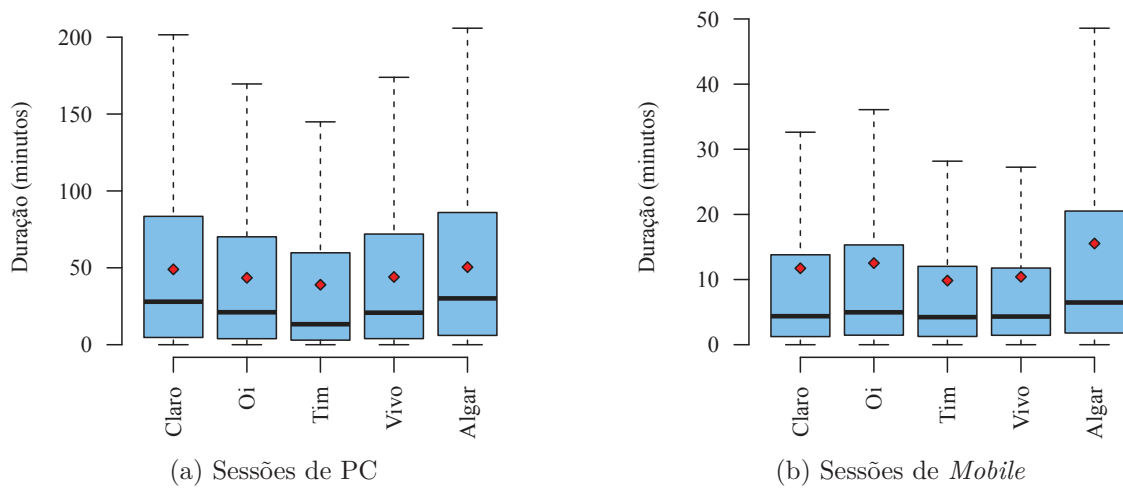 Duração (minutos)
200
150
100
50
0
Claro
Oi
Tim
Vivo
Algar
(a) Sessões de PC
Duração (minutos)
50
40
30
20
10
0
Claro
Oi
Tim
Vivo
Algar
(b) Sessões de Mobile